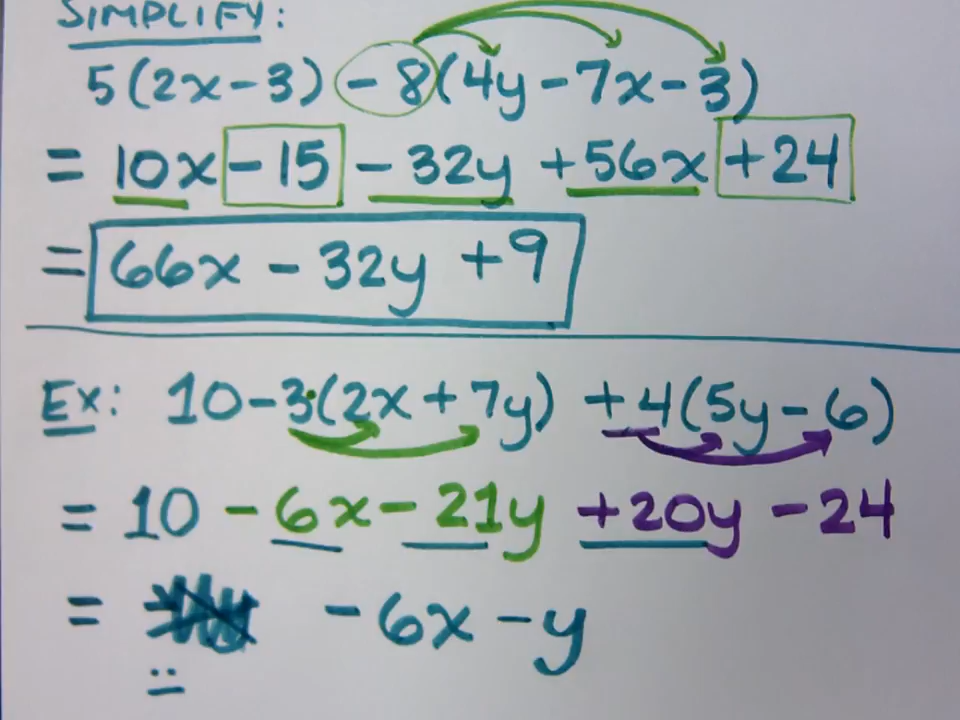 SIMPLIFY:
5(2x-3) -8(4y-7x-3)
= 10x -15 -32y +56x +24
= 66x - 32y +9
Ex: 10-3·(2x+7y) +4(5y-6)
= 10 -6x -21y +20y -24
= -6x -y